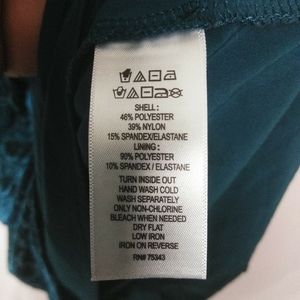 SHELL :
46% POLYESTER
39% NYLON
15% SPANDEX/ELASTANE
LINING :
90% POLYESTER
10% SPANDEX / ELASTANE
TURN INSIDE OUT
HAND WASH COLD
WASH SEPARATELY
ONLY NON-CHLORINE
BLEACH WHEN NEEDED
DRY FLAT
LOW IRON
IRON ON REVERSE
RN# 75343